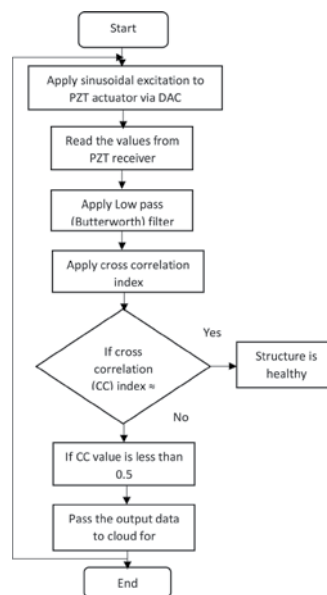 Start
Apply sinusoidal excitation to
PZT actuator via DAC
Read the values from
PZT receiver
Apply Low pass
(Butterworth) filter
Apply cross correlation
index
If cross
correlation
(CC) index ≈
Yes
Structure is
healthy
No
If CC value is less than
0.5
Pass the output data
to cloud for
End